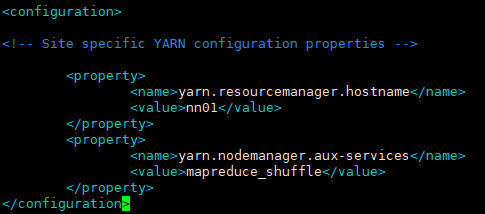 <configuration>
<!-- Site specific YARN configuration properties -->
<property>
<name>yarn.resourcemanager.hostname</name>
<value>nn01</value>
</property>
<property>
<name>yarn.nodemanager.aux-services</name>
<value>mapreduce_shuffle</value>
</property>
</configuration>